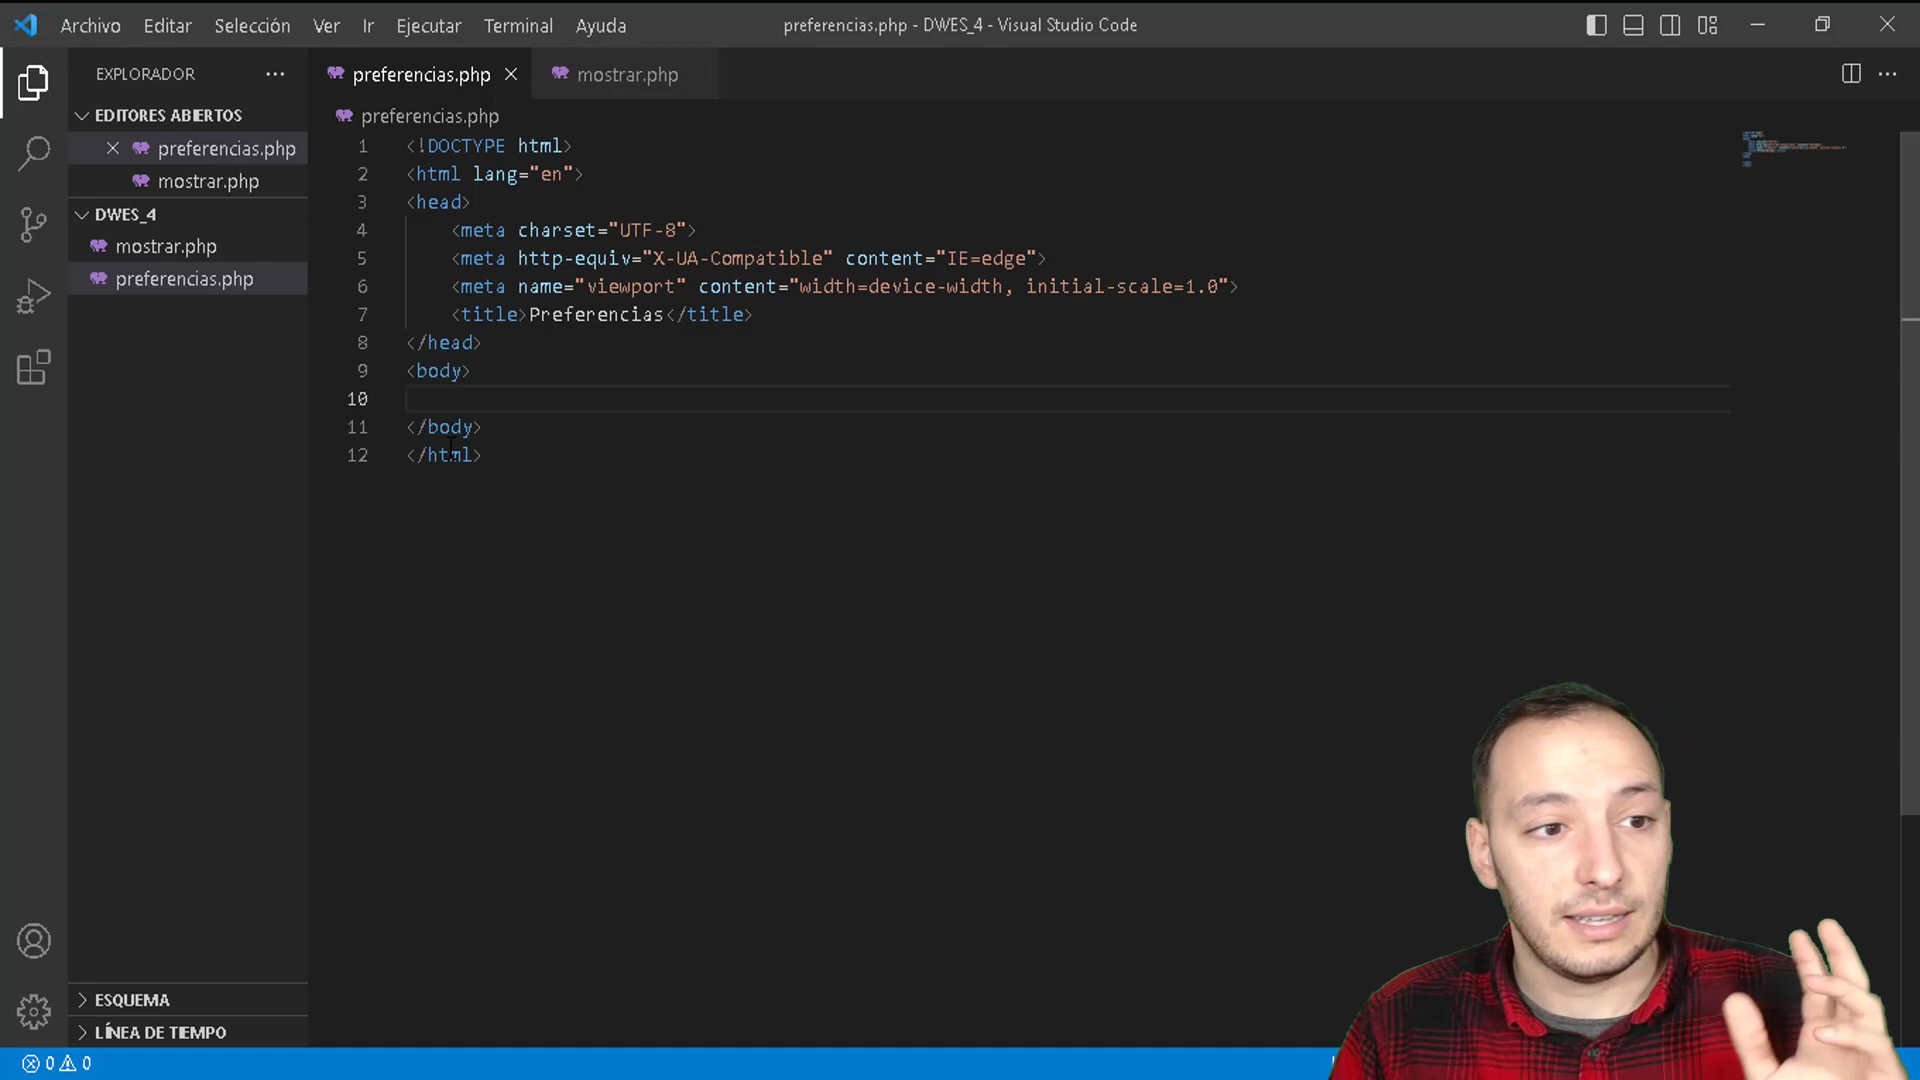 Archivo Editar Selección Ver Ir Ejecutar Terminal Ayuda
preferencias.php - DWES_4 - Visual Studio Code
EXPLORADOR
EDITORES ABIERTOS
preferencias.php
mostrar.php
DWES_4
mostrar.php
preferencias.php
ESQUEMA
LÍNEA DE TIEMPO
preferencias.php
mostrar.php
preferencias.php
1 <!DOCTYPE html>
2 <html lang="en">
3 <head>
4 <meta charset="UTF-8">
5 <meta http-equiv="X-UA-Compatible" content="IE=edge">
6 <meta name="viewport" content="width=device-width, initial-scale=1.0">
7 <title>Preferencias</title>
8 </head>
9 <body>
10
11 </body>
12 </html>
0 0